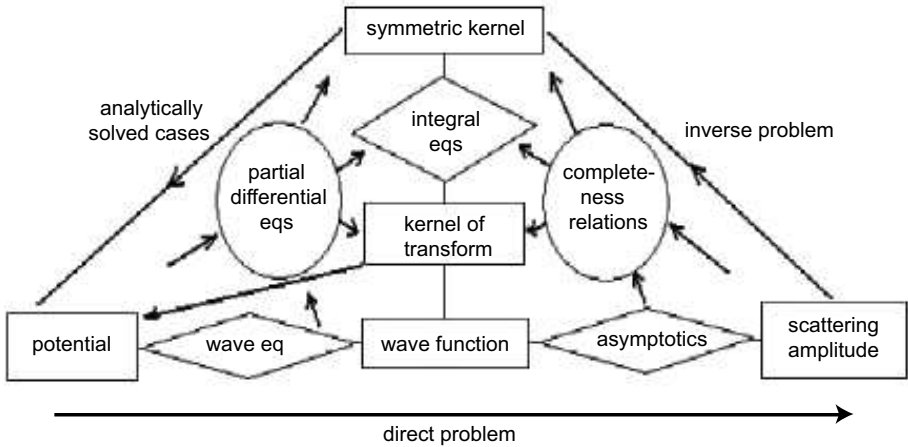 symmetric kernel
analytically
solved cases
integral
eqs
inverse problem
partial
differential
eqs
complete-
ness
relations
kernel of
transform
potential
wave eq
wave function
asymptotics
scattering
amplitude
direct problem